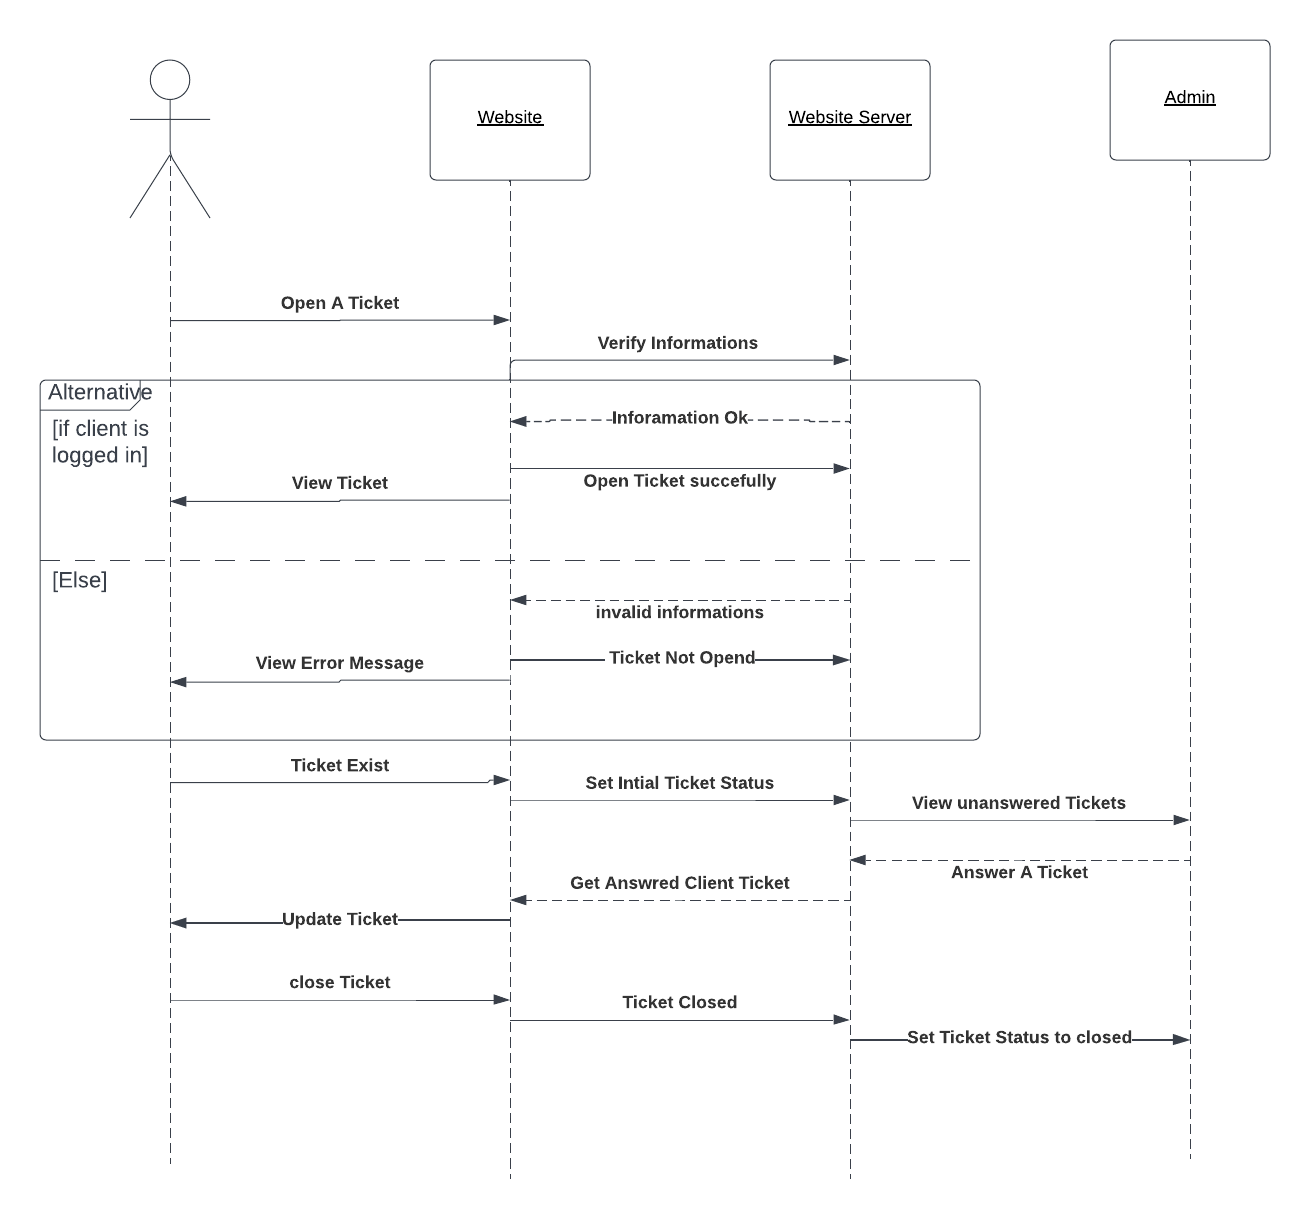 Website
Website Server
Admin
Open A Ticket
Verify Informations
Alternative
[if client is
logged in]
Inforamation Ok
View Ticket
Open Ticket succefully
[Else]
invalid informations
Ticket Not Opend
View Error Message
Ticket Exist
Set Intial Ticket Status
View unanswered Tickets
Answer A Ticket
Get Answred Client Ticket
Update Ticket
close Ticket
Ticket Closed
Set Ticket Status to closed